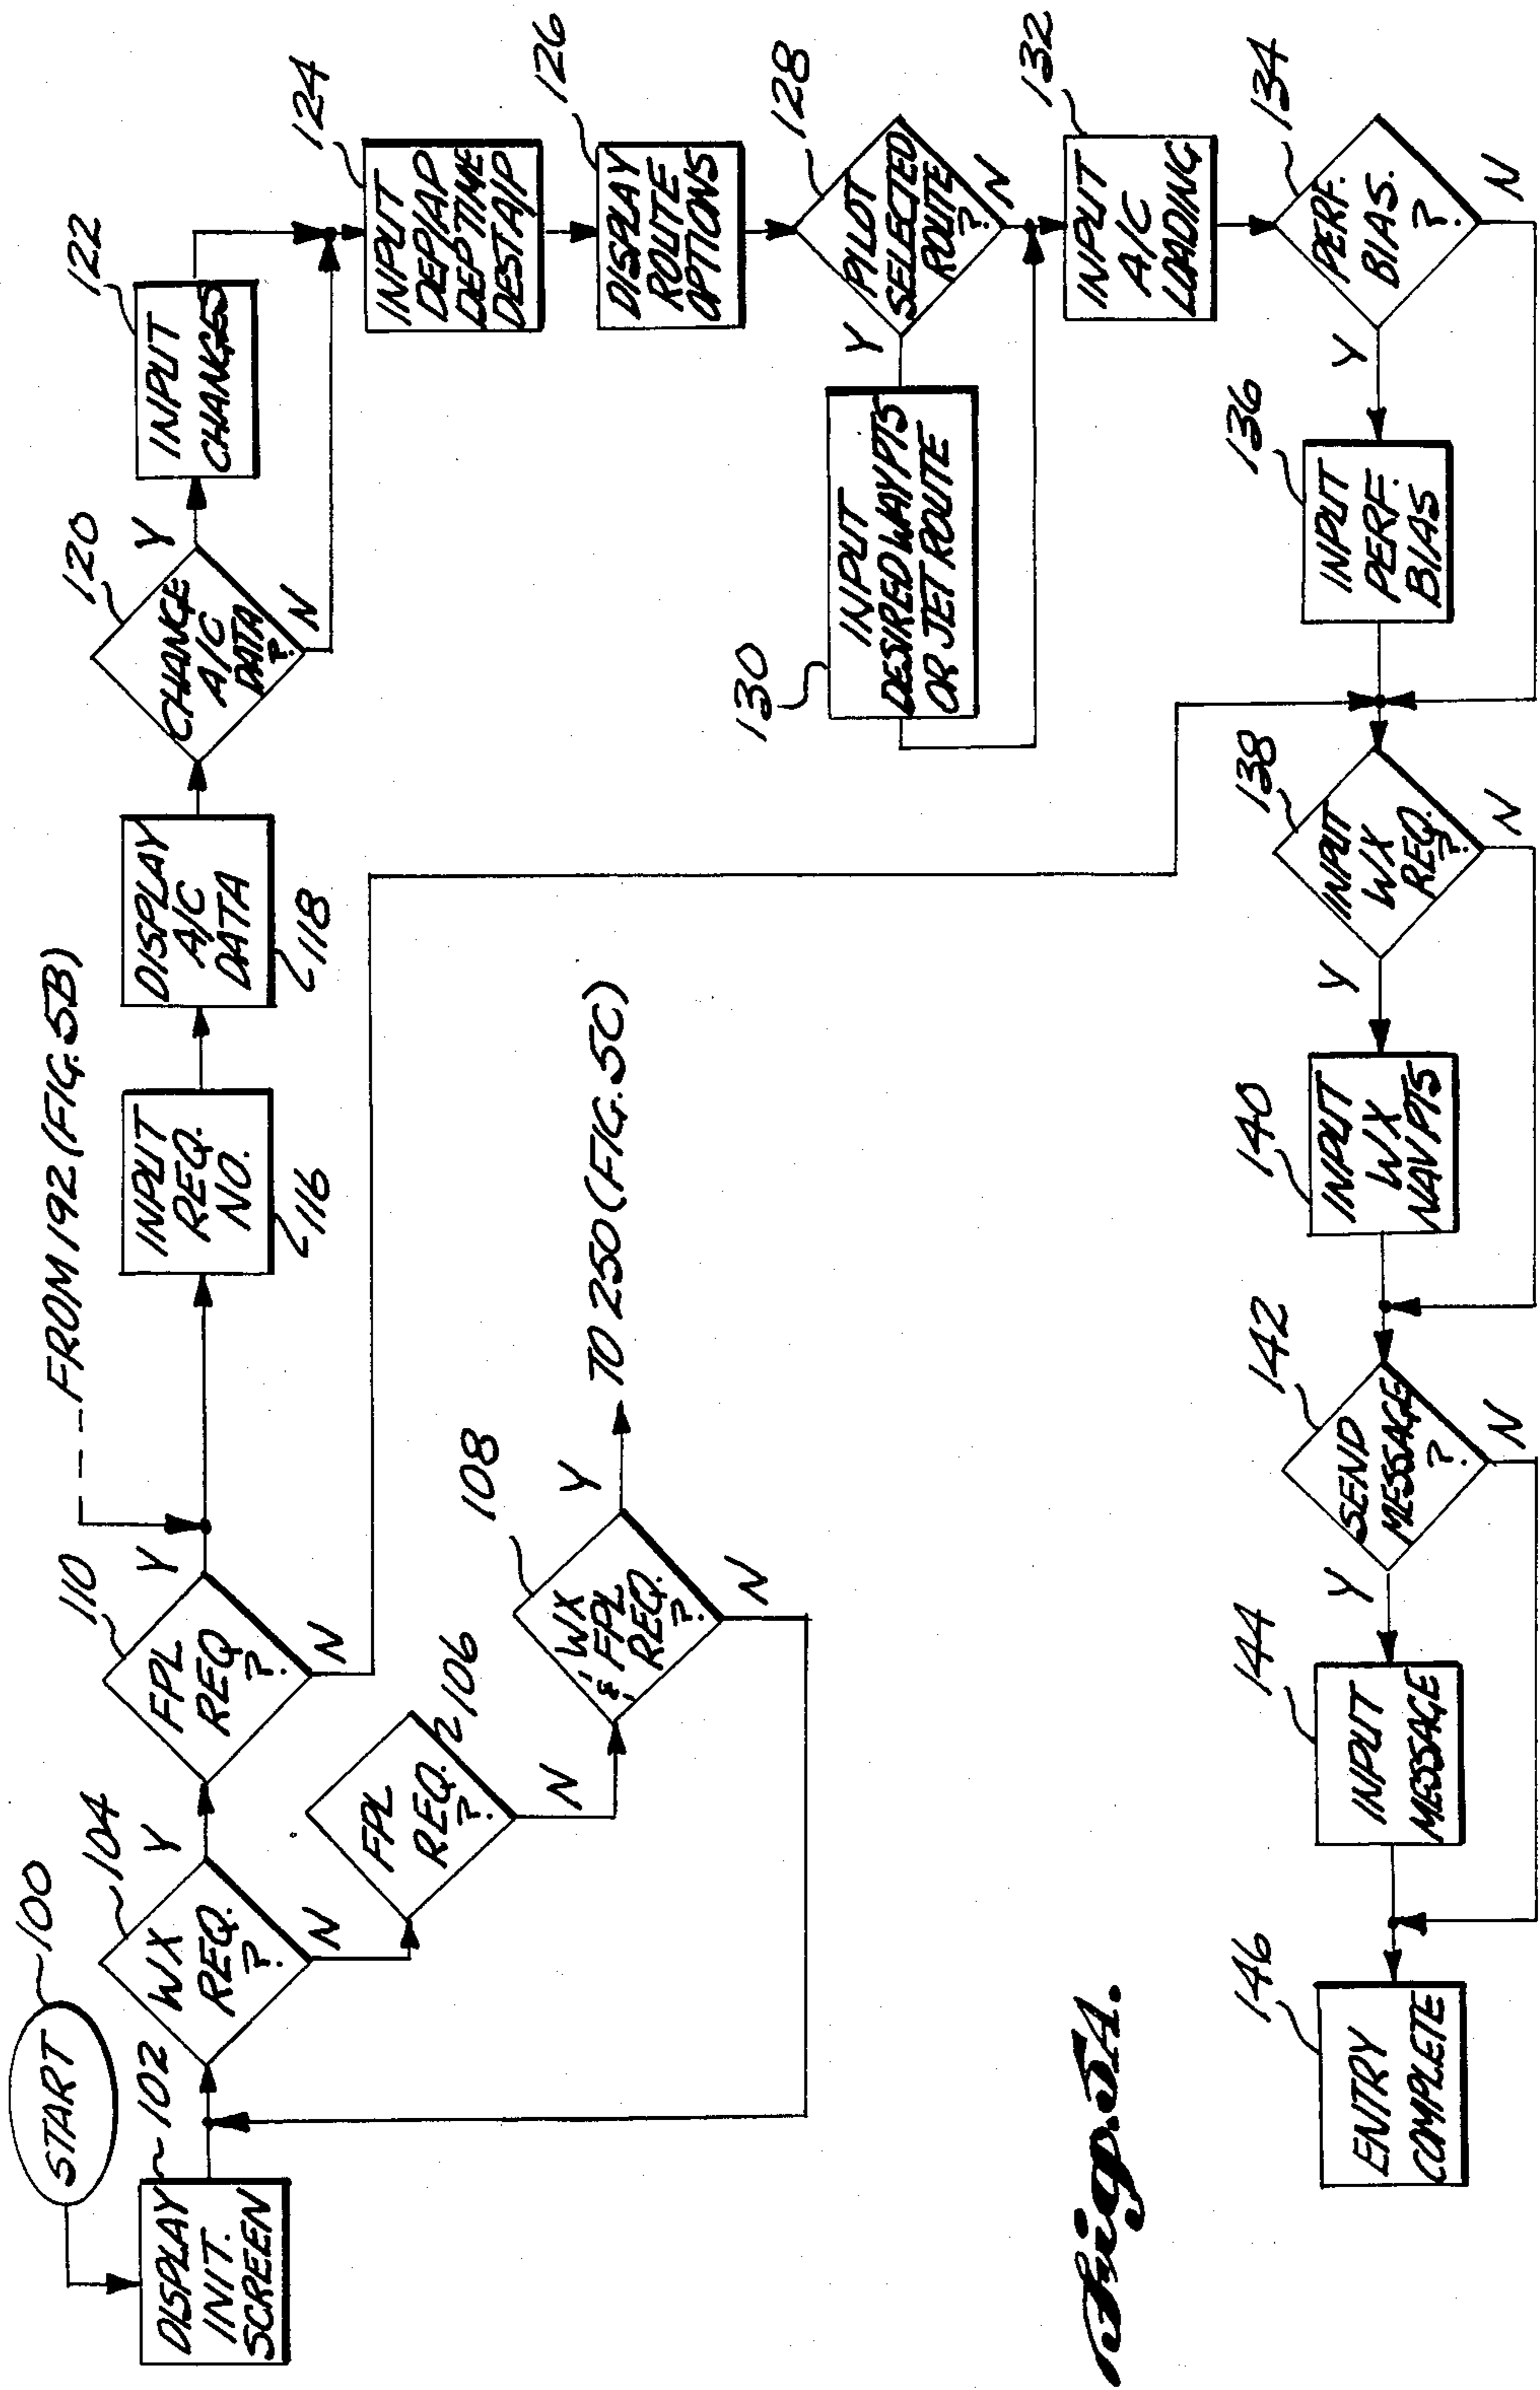 START
100
DISPLAY
INIT.
SCREEN
102
WX
REQ.
?
104
Y
N
FPL
REQ.
?
106
N
WX
& FPL
REQ.
?
108
Y
N
TO 250 (FIG. 5C)
FPL
REQ
?
110
Y
N
FROM 192 (FIG. 5B)
INPUT
REQ.
NO.
116
DISPLAY
A/C
DATA
118
CHANGE
A/C
DATA
?
120
Y
N
INPUT
CHANGES
122
INPUT
DEP/AP
DEP TIME
DEST A/P
124
DISPLAY
ROUTE
OPTIONS
126
PILOT
SELECTED
ROUTE
?
128
Y
N
INPUT
DESIRED WAYPTS
OR JET ROUTE
130
INPUT
A/C
LOADING
132
PERF.
BIAS.
?
134
Y
N
INPUT
PERF.
BIAS
136
INPUT
WX
REQ.
?
138
Y
N
INPUT
WX
NAV PTS
140
SEND
MESSAGE
?
142
Y
N
INPUT
MESSAGE
144
ENTRY
COMPLETE
146
Fig. 5A.